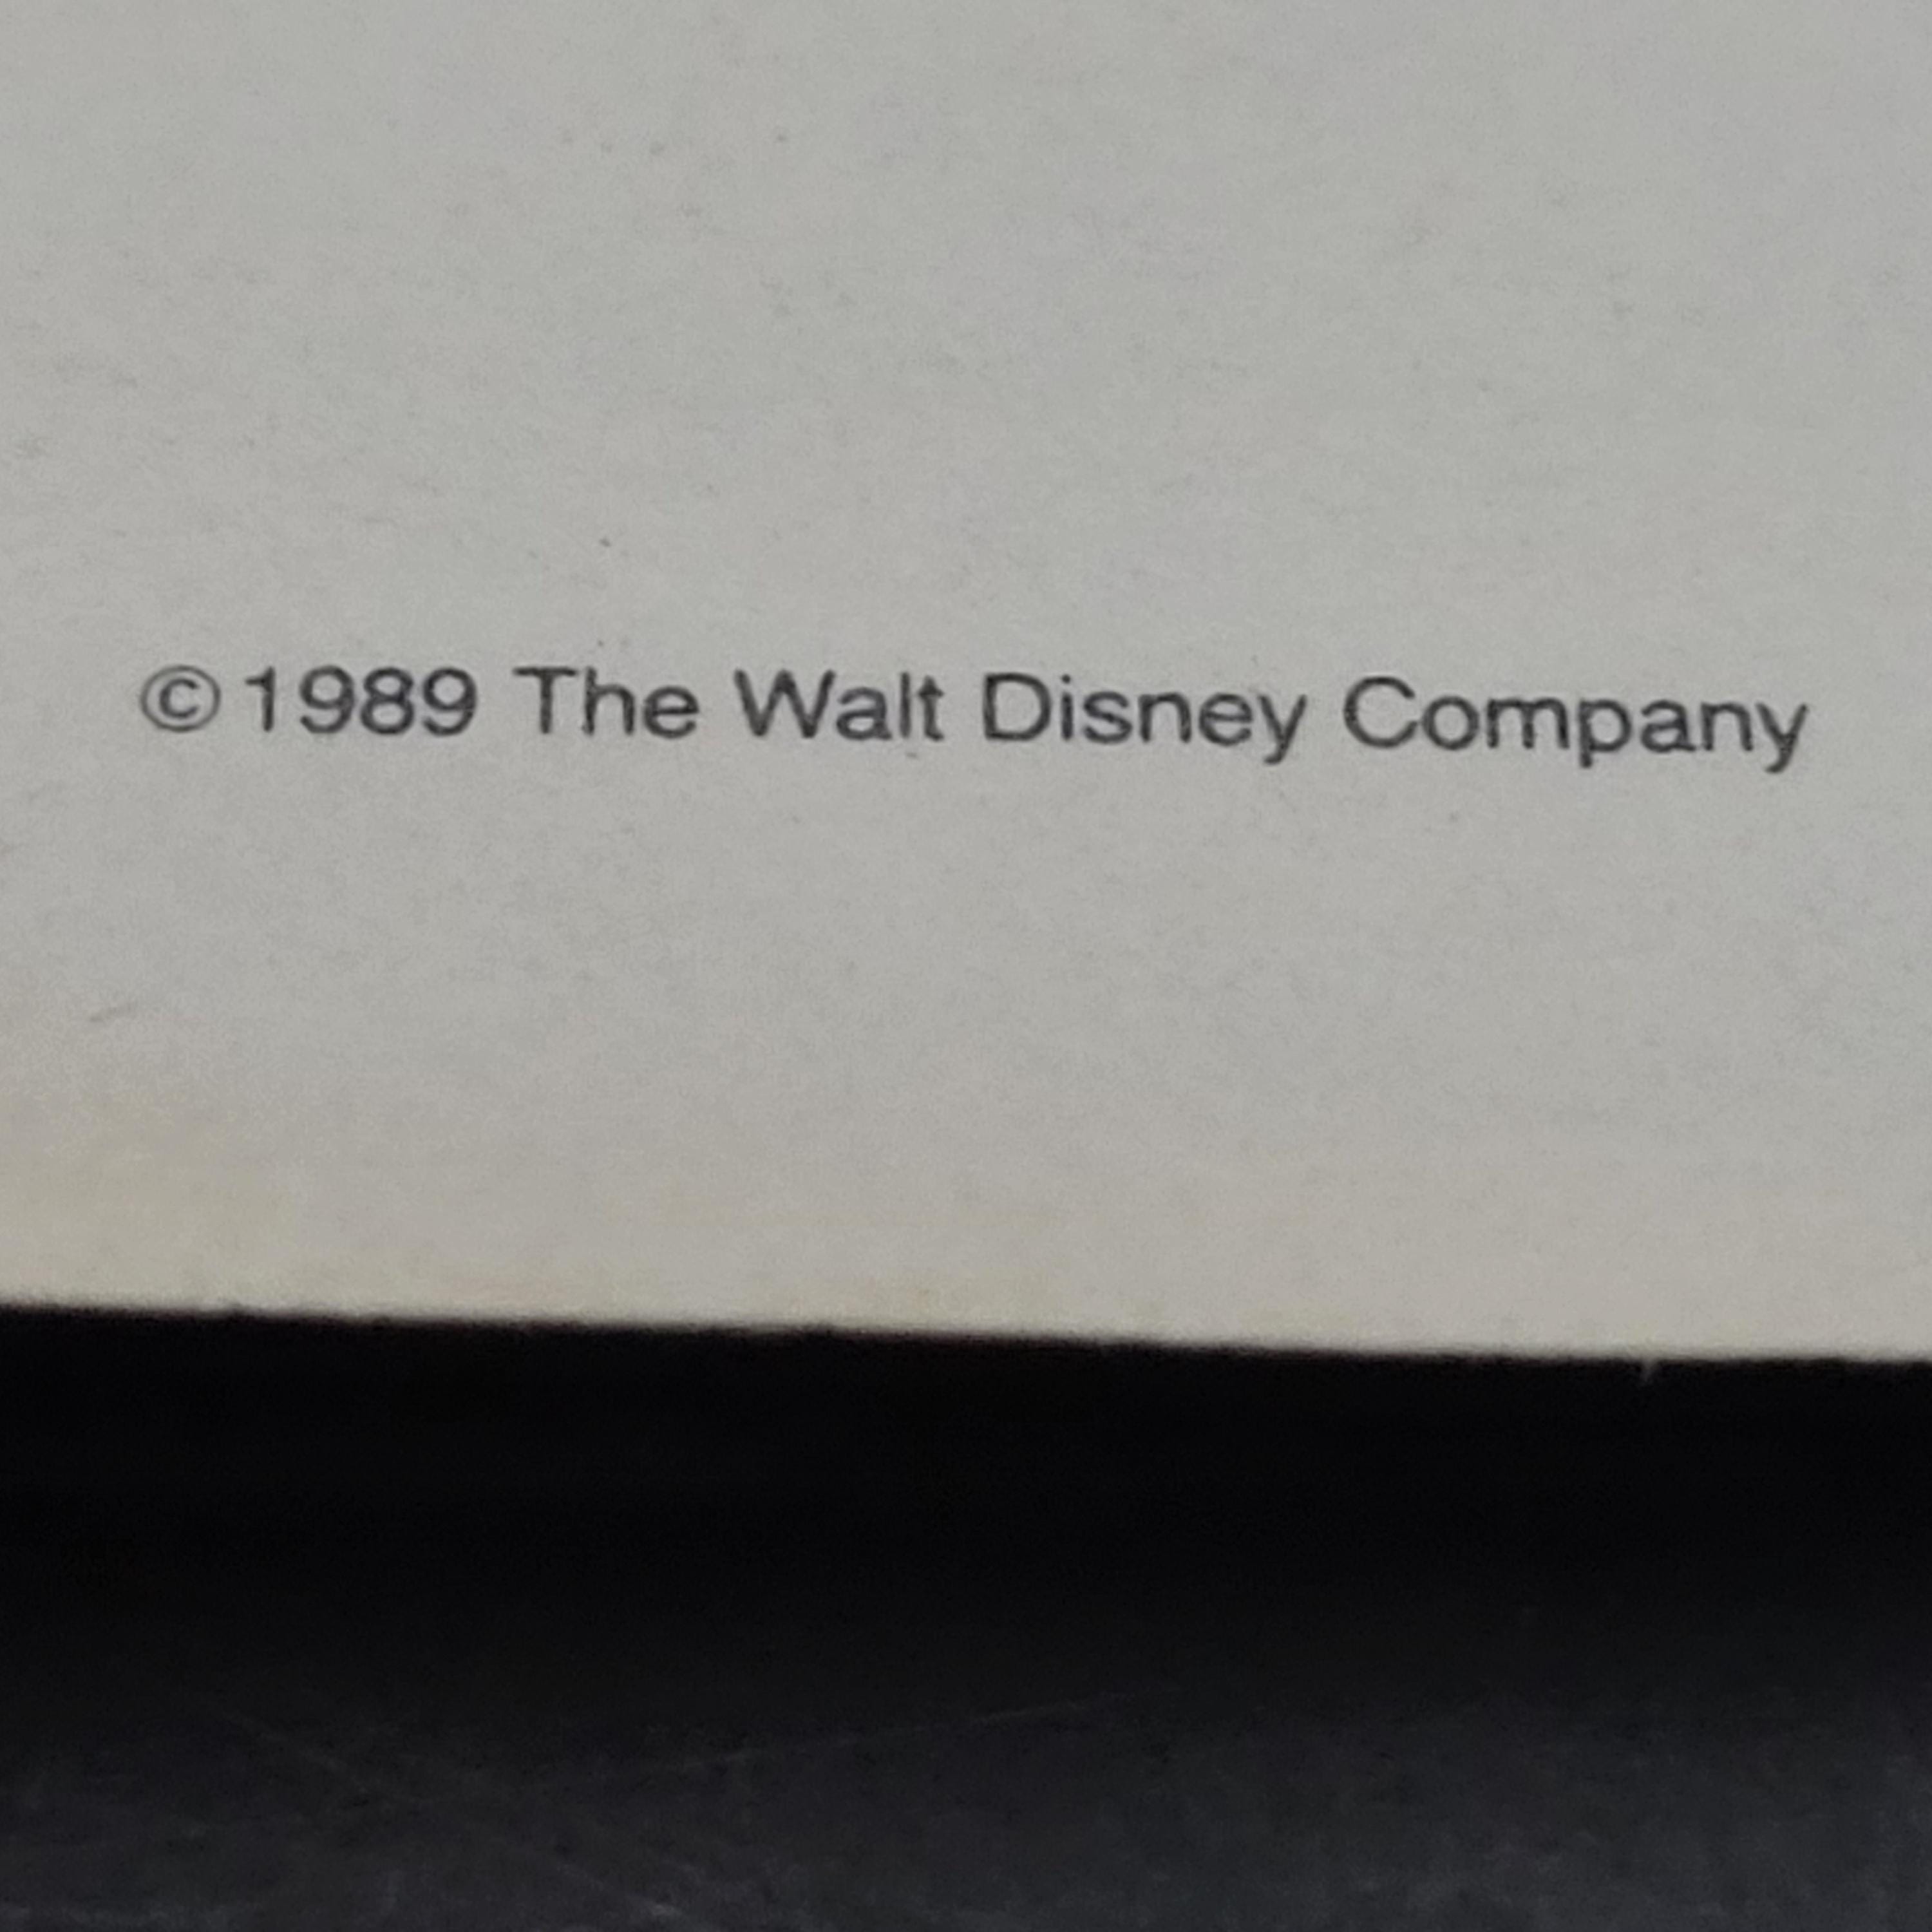 ©1989 The Walt Disney Company